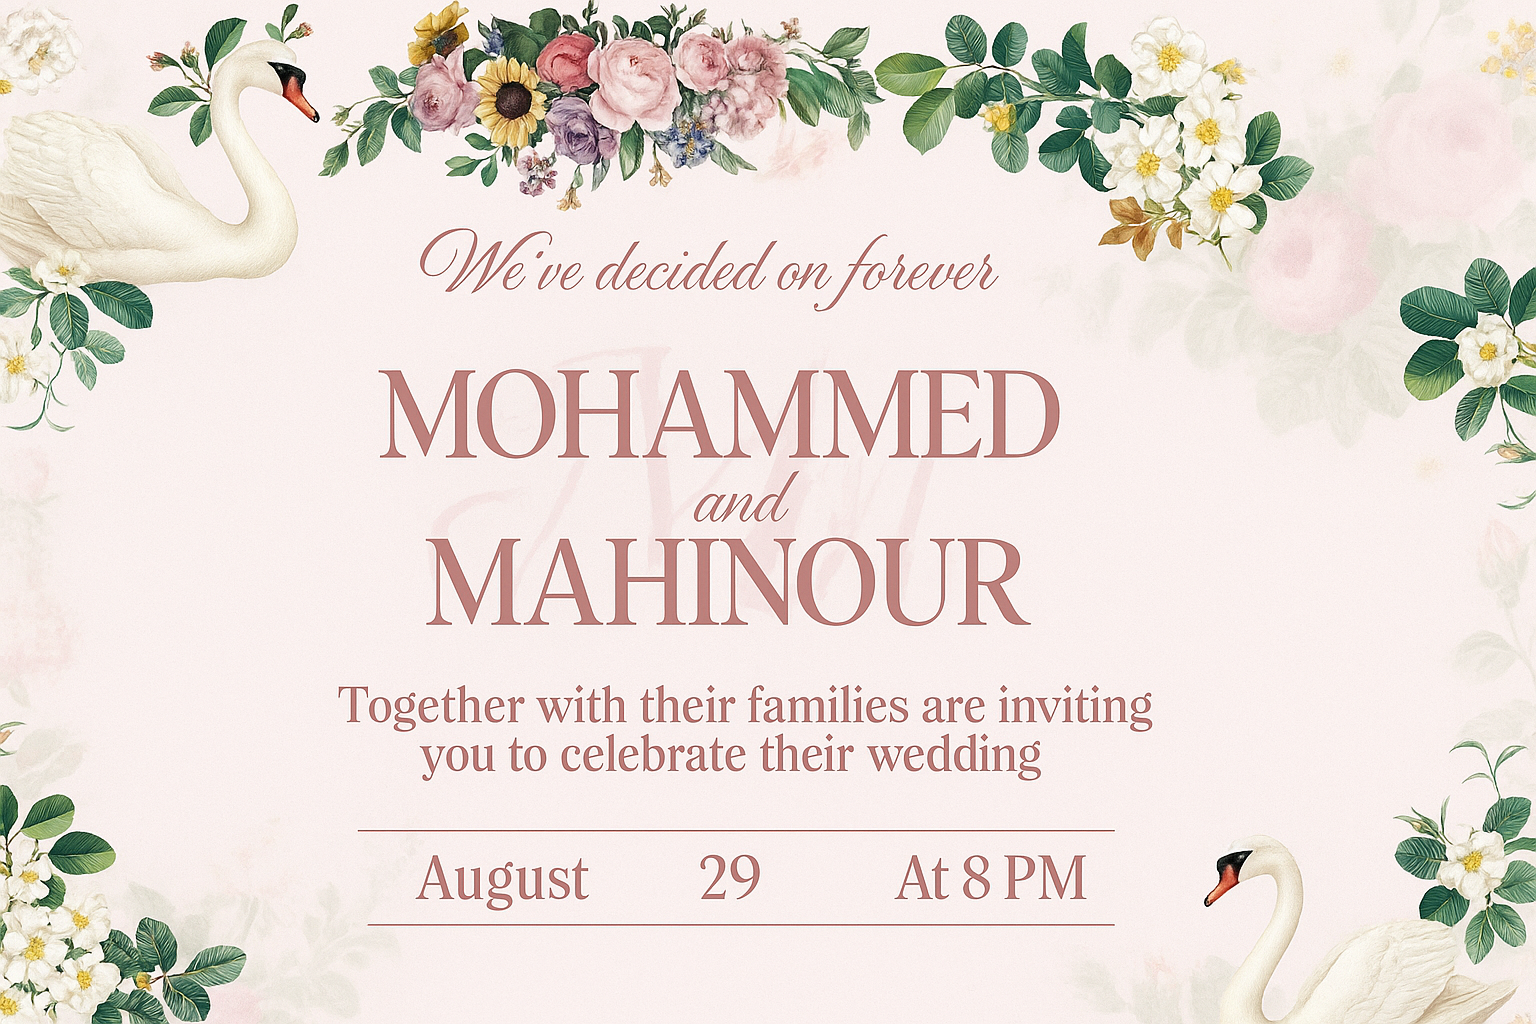 We've decided on forever
MOHAMMED
and
MAHINOUR
Together with their families are inviting
you to celebrate their wedding
August 29 At 8 PM